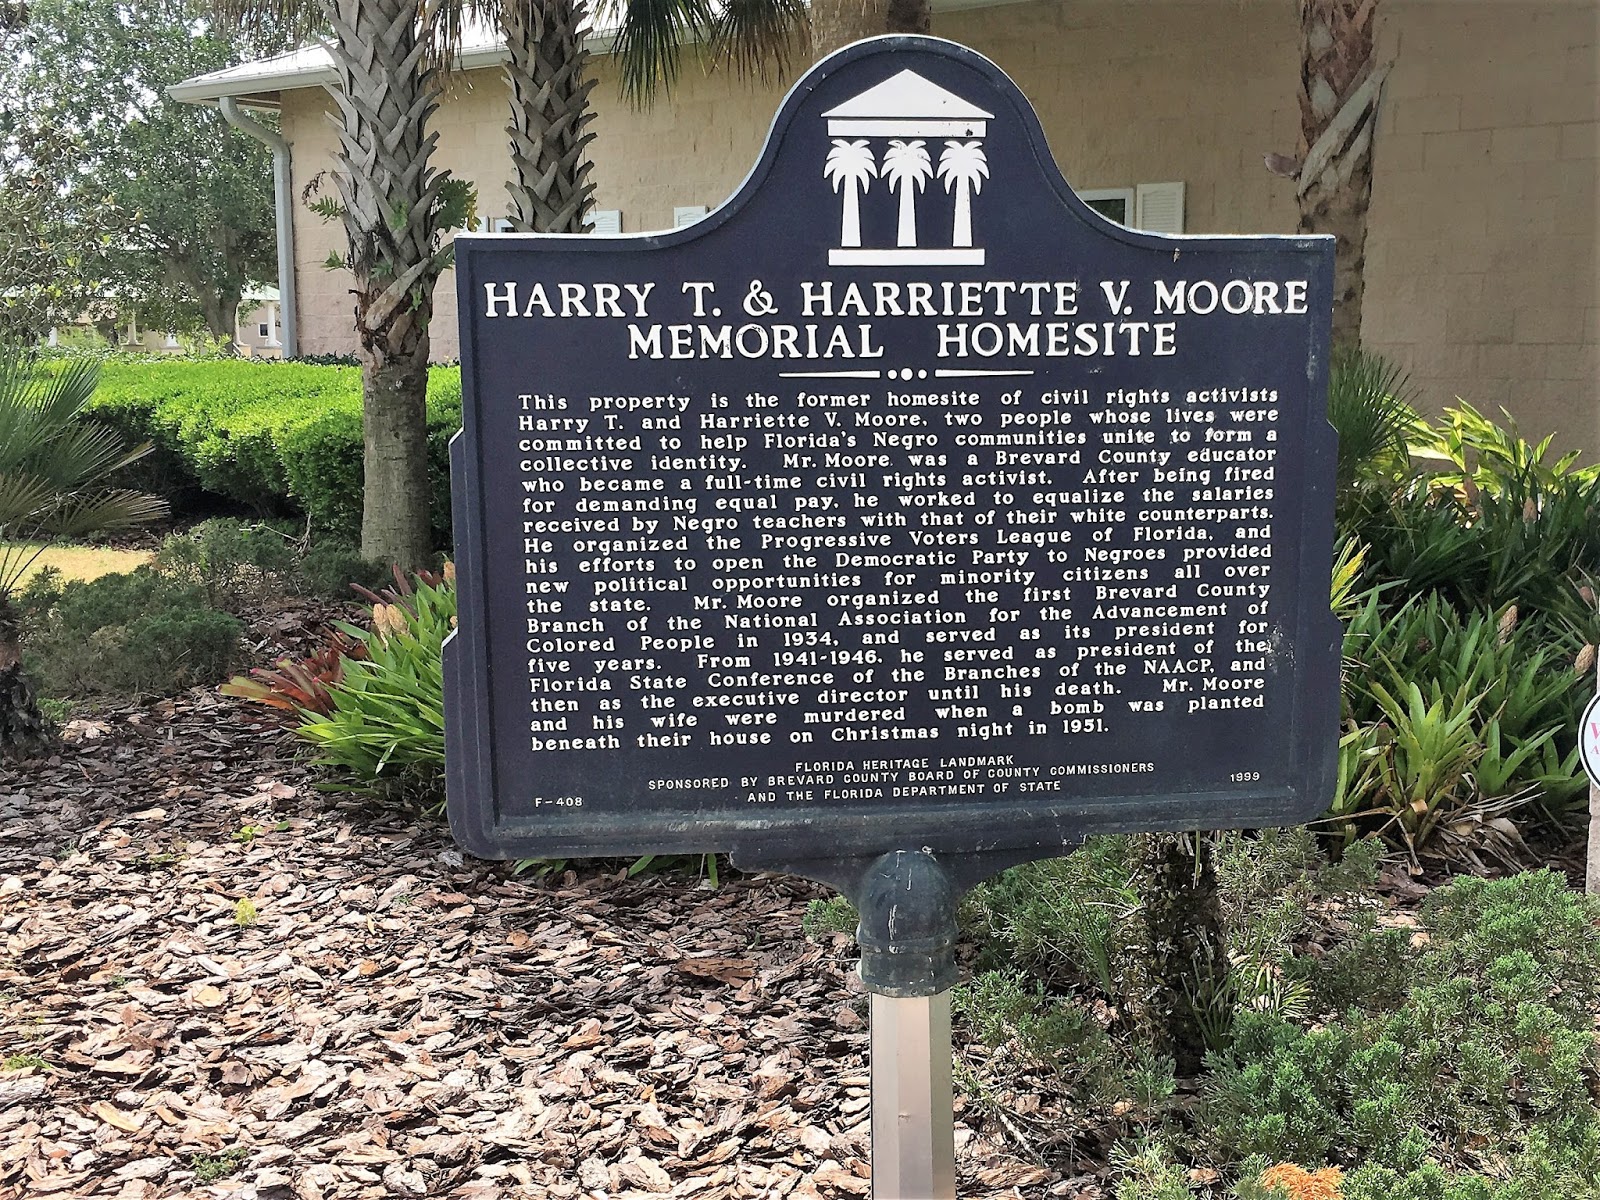 HARRY T. & HARRIETTE V. MOORE
MEMORIAL HOMESITE
This property is the former homesite of civil rights activists
Harry T. and Harriette V. Moore, two people whose lives were
committed to help Florida's Negro communities unite to form a
collective identity. Mr. Moore was a Brevard County educator
who became a full-time civil rights activist. After being fired
for demanding equal pay, he worked to equalize the salaries
received by Negro teachers with that of their white counterparts.
He organized the Progressive Voters League of Florida, and
his efforts to open the Democratic Party to Negroes provided
new political opportunities for minority citizens all over
the state. Mr. Moore organized the first Brevard County
Branch of the National Association for the Advancement of
Colored People in 1934, and served as its president for
five years. From 1941-1946, he served as president of the
Florida State Conference of the Branches of the NAACP, and
then as the executive director until his death. Mr. Moore
and his wife were murdered when a bomb was planted
beneath their house on Christmas night in 1951.
FLORIDA HERITAGE LANDMARK
SPONSORED BY BREVARD COUNTY BOARD OF COUNTY COMMISSIONERS
AND THE FLORIDA DEPARTMENT OF STATE
F-408
1999